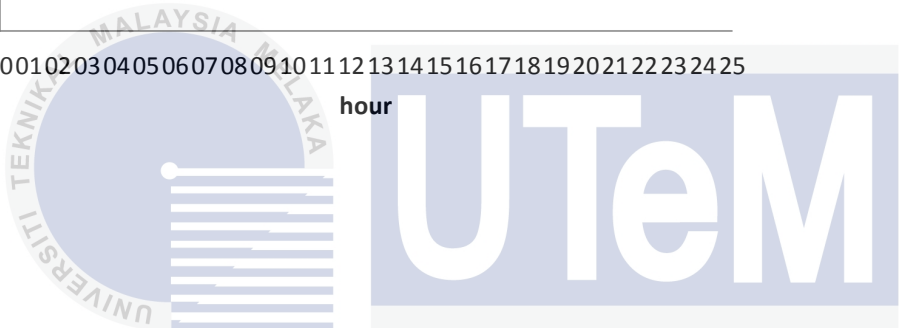 00 01 02 03 04 05 06 07 08 09 10 11 12 13 14 15 16 17 18 19 20 21 22 23 24 25
hour
UNIVERSITI TEKNIKAL MALAYSIA MELAKA
UTeM